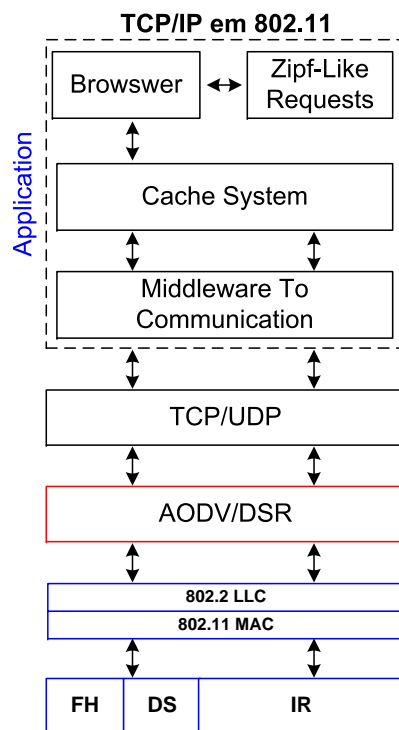 TCP/IP em 802.11
Browswer
Zipf-Like
Requests
Application
Cache System
Middleware To
Communication
TCP/UDP
AODV/DSR
802.2 LLC
802.11 MAC
FH
DS
IR